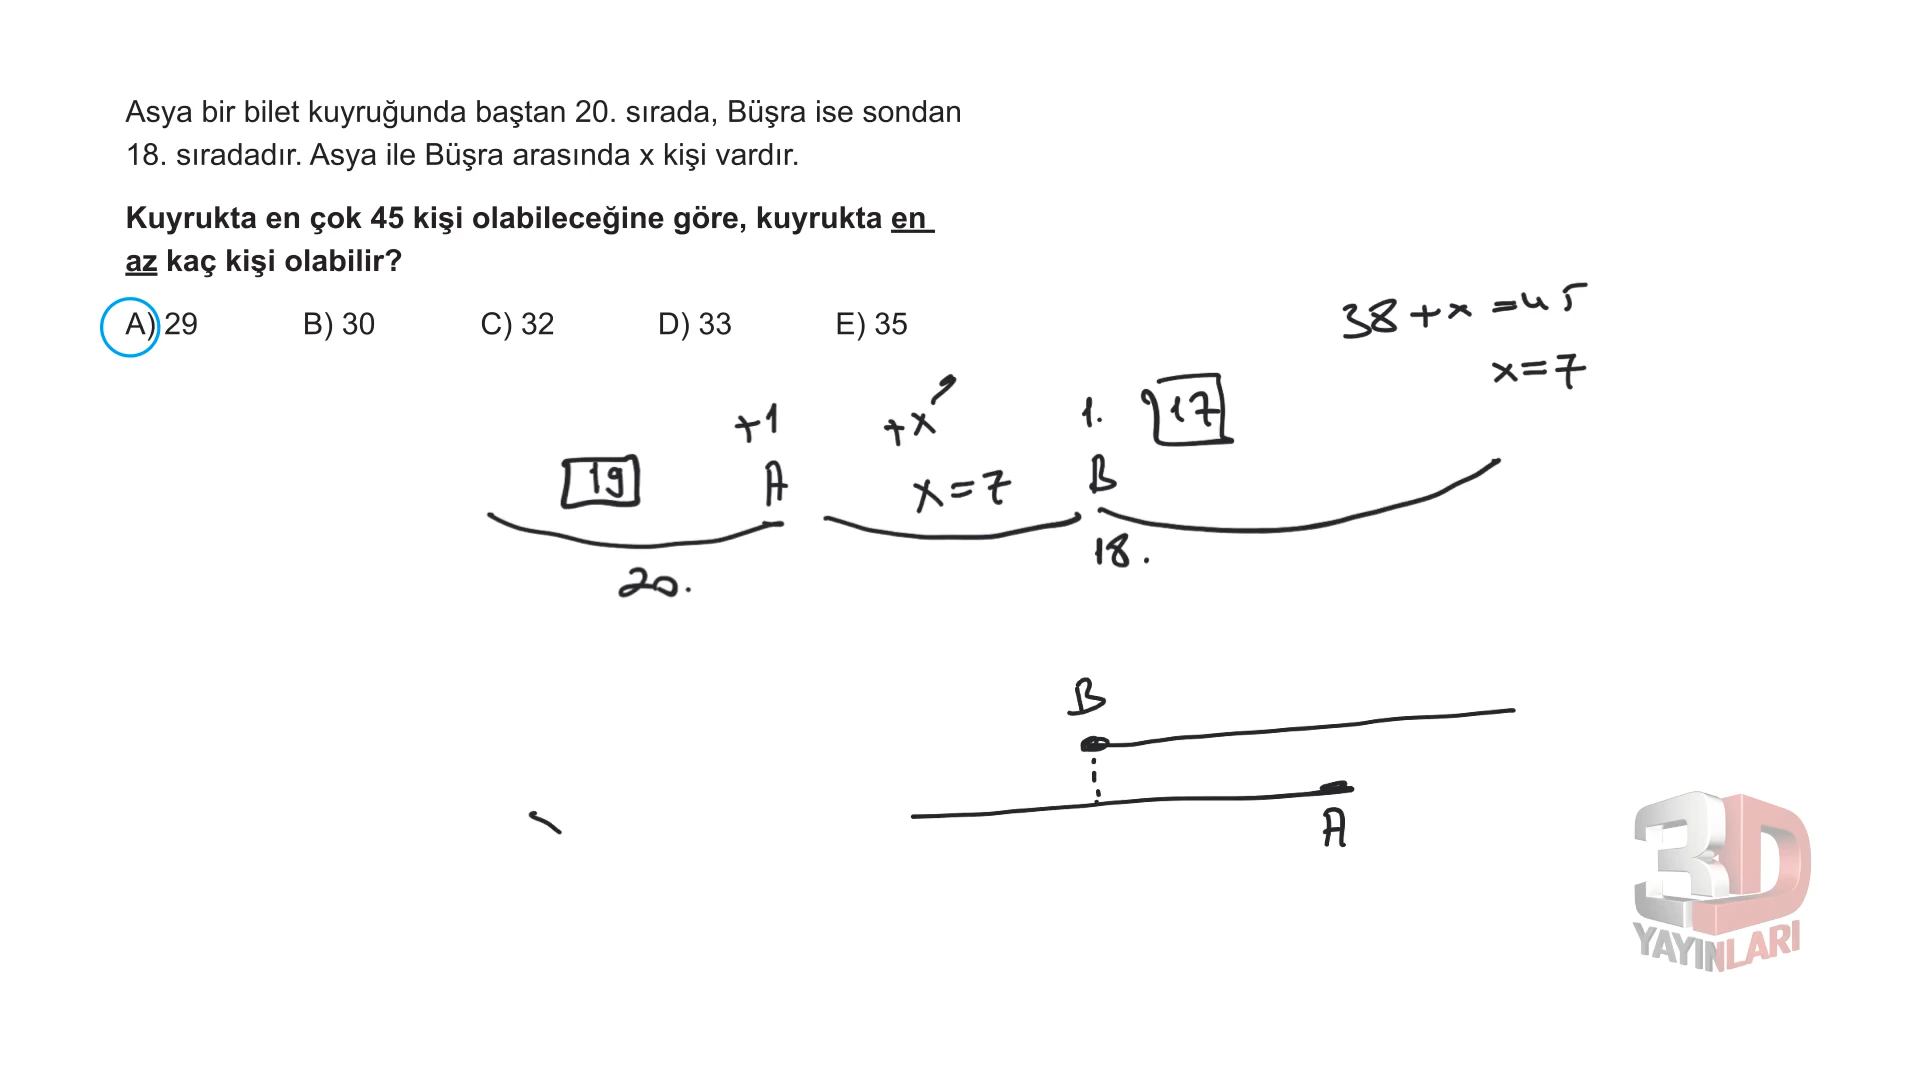 Asya bir bilet kuyruğunda baştan 20. sırada, Büşra ise sondan
18. sıradadır. Asya ile Büşra arasında x kişi vardır.
Kuyrukta en çok 45 kişi olabileceğine göre, kuyrukta en
az kaç kişi olabilir?
A) 29 B) 30 C) 32 D) 33 E) 35
38+x=45
x=7
+1 +x 1. 17
19 A x=7 B
20. 18.
B
A
3D
YAYINLARI